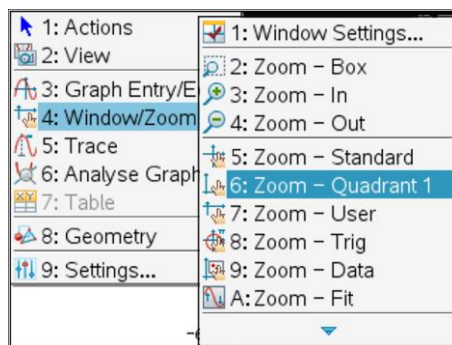 1: Actions
2: View
3: Graph Entry/E
4: Window/Zoom
5: Trace
6: Analyse Graph
7: Table
8: Geometry
9: Settings...
1: Window Settings...
2: Zoom – Box
3: Zoom – In
4: Zoom – Out
5: Zoom – Standard
6: Zoom – Quadrant 1
7: Zoom – User
8: Zoom – Trig
9: Zoom – Data
A: Zoom – Fit